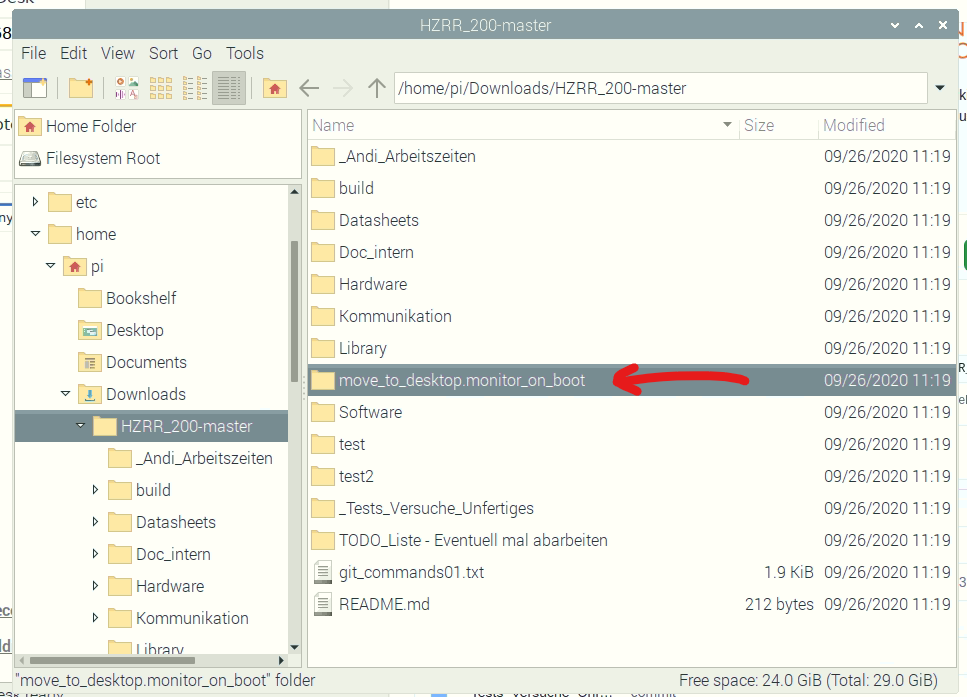 HZRR_200-master
File Edit View Sort Go Tools
/home/pi/Downloads/HZRR_200-master
Home Folder
Filesystem Root
etc
home
pi
Bookshelf
Desktop
Documents
Downloads
HZRR_200-master
_Andi_Arbeitszeiten
build
Datasheets
Doc_intern
Hardware
Kommunikation
Library
Name Size Modified
_Andi_Arbeitszeiten 09/26/2020 11:19
build 09/26/2020 11:19
Datasheets 09/26/2020 11:19
Doc_intern 09/26/2020 11:19
Hardware 09/26/2020 11:19
Kommunikation 09/26/2020 11:19
Library 09/26/2020 11:19
move_to_desktop.monitor_on_boot 09/26/2020 11:19
Software 09/26/2020 11:19
test 09/26/2020 11:19
test2 09/26/2020 11:19
_Tests_Versuche_Unfertiges 09/26/2020 11:19
TODO_Liste - Eventuell mal abarbeiten 09/26/2020 11:19
git_commands01.txt 1.9 KiB 09/26/2020 11:19
README.md 212 bytes 09/26/2020 11:19
"move_to_desktop.monitor_on_boot" folder
Free space: 24.0 GiB (Total: 29.0 GiB)